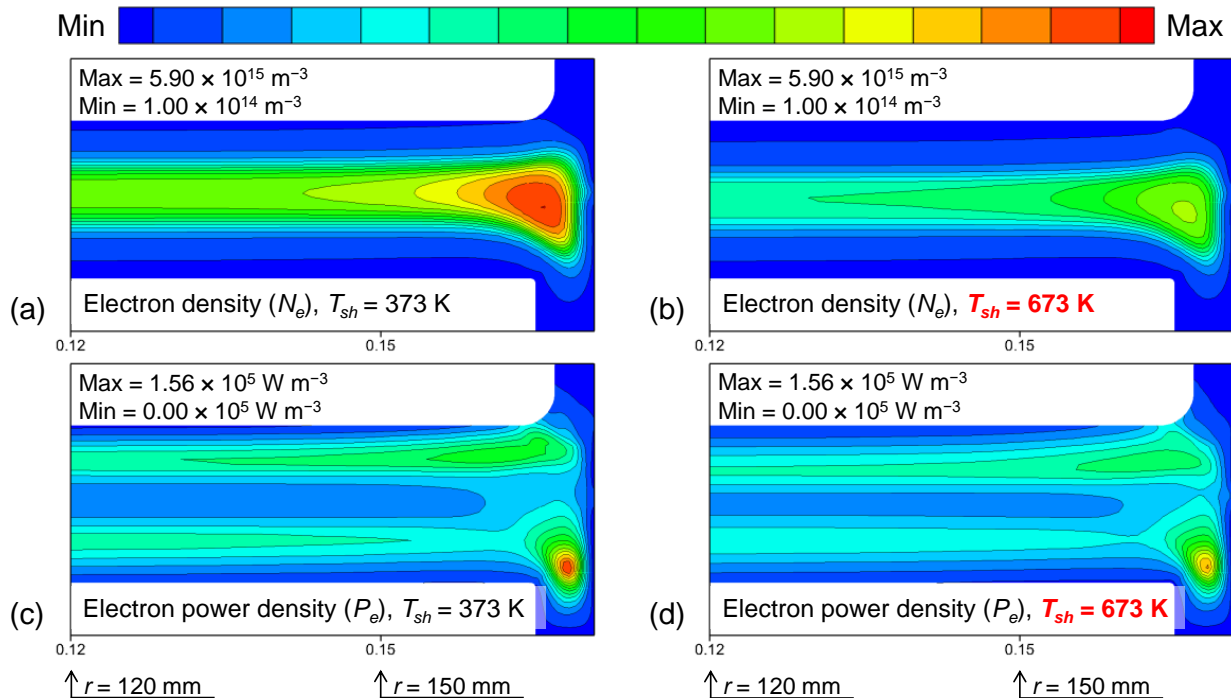 Min Max
Max = 5.90 × 10¹⁵ m⁻³
Min = 1.00 × 10¹⁴ m⁻³
Max = 5.90 × 10¹⁵ m⁻³
Min = 1.00 × 10¹⁴ m⁻³
(a) Electron density (Nₑ), Tsh = 373 K
(b) Electron density (Nₑ), Tsh = 673 K
0.12 0.15
0.12 0.15
Max = 1.56 × 10⁵ W m⁻³
Min = 0.00 × 10⁵ W m⁻³
Max = 1.56 × 10⁵ W m⁻³
Min = 0.00 × 10⁵ W m⁻³
(c) Electron power density (Pₑ), Tsh = 373 K
(d) Electron power density (Pₑ), Tsh = 673 K
0.12 0.15
0.12 0.15
r = 120 mm r = 150 mm
r = 120 mm r = 150 mm